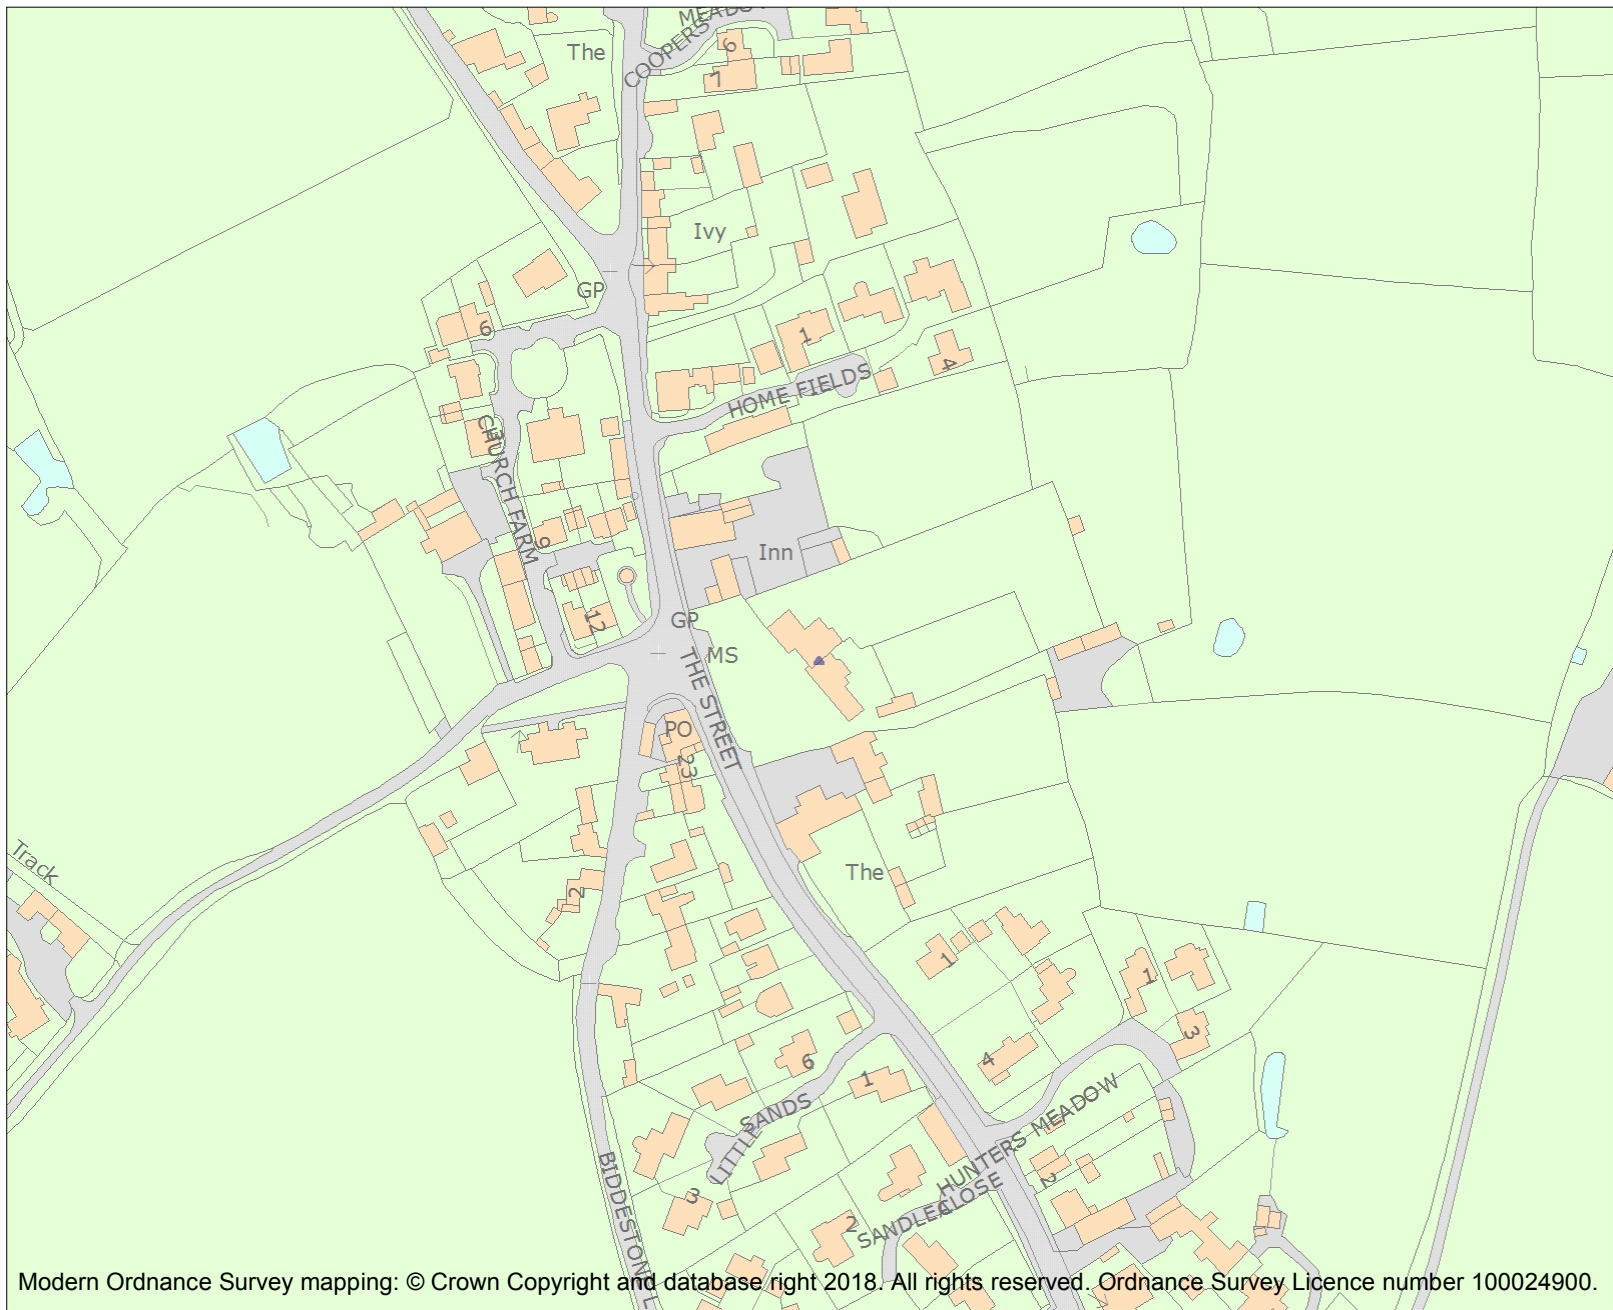 MEADOW
COOPERS
The
6
7
Ivy
GP
6
1
4
HOME FIELDS
CHURCH FARM
9
Inn
12
GP
MS
THE STREET
PO
23
Track
The
2
1
1
3
6
4
1
LITTLE SANDS
HUNTERS MEADOW
2
3
2
SANDLE CLOSE
BIDDESTONE L
Modern Ordnance Survey mapping: © Crown Copyright and database right 2018. All rights reserved. Ordnance Survey Licence number 100024900.